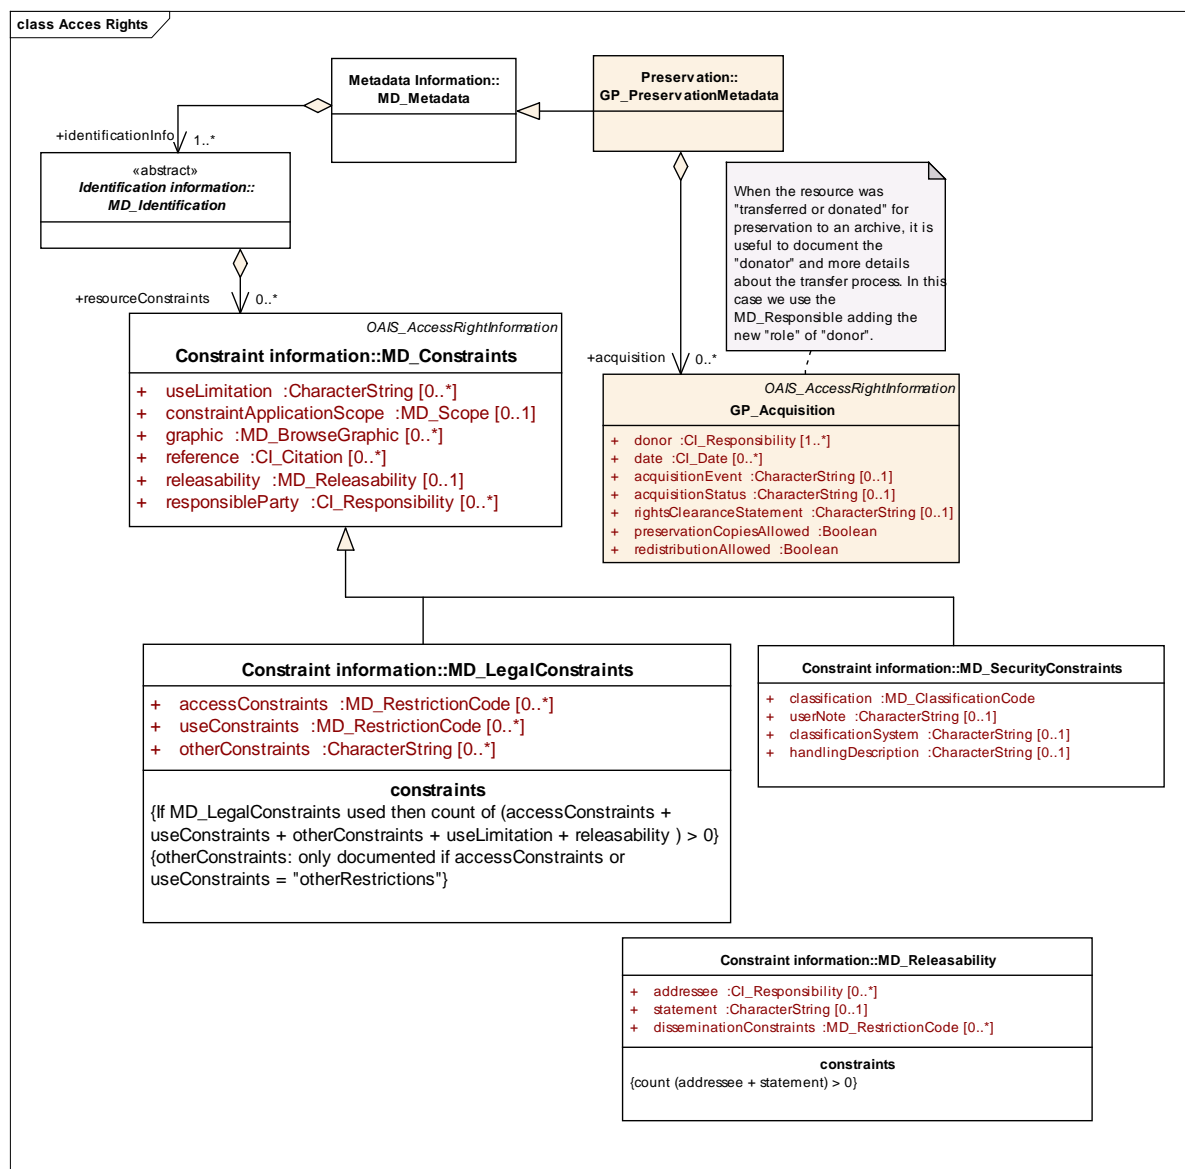 class Acces Rights
Metadata Information::
MD_Metadata
Preservation::
GP_PreservationMetadata
+identificationInfo
1..*
«abstract»
Identification information::
MD_Identification
When the resource was
"transferred or donated" for
preservation to an archive, it is
useful to document the
"donator" and more details
about the transfer process. In this
case we use the
MD_Responsible adding the
new "role" of "donor".
+resourceConstraints
0..*
OAIS_AccessRightInformation
Constraint information::MD_Constraints
+ useLimitation :CharacterString [0..*]
+ constraintApplicationScope :MD_Scope [0..1]
+ graphic :MD_BrowseGraphic [0..*]
+ reference :CI_Citation [0..*]
+ releasability :MD_Releasability [0..1]
+ responsibleParty :CI_Responsibility [0..*]
+acquisition
0..*
OAIS_AccessRightInformation
GP_Acquisition
+ donor :CI_Responsibility [1..*]
+ date :CI_Date [0..*]
+ acquisitionEvent :CharacterString [0..1]
+ acquisitionStatus :CharacterString [0..1]
+ rightsClearanceStatement :CharacterString [0..1]
+ preservationCopiesAllowed :Boolean
+ redistributionAllowed :Boolean
Constraint information::MD_LegalConstraints
+ accessConstraints :MD_RestrictionCode [0..*]
+ useConstraints :MD_RestrictionCode [0..*]
+ otherConstraints :CharacterString [0..*]
constraints
{If MD_LegalConstraints used then count of (accessConstraints +
useConstraints + otherConstraints + useLimitation + releasability ) > 0}
{otherConstraints: only documented if accessConstraints or
useConstraints = "otherRestrictions"}
Constraint information::MD_SecurityConstraints
+ classification :MD_ClassificationCode
+ userNote :CharacterString [0..1]
+ classificationSystem :CharacterString [0..1]
+ handlingDescription :CharacterString [0..1]
Constraint information::MD_Releasability
+ addressee :CI_Responsibility [0..*]
+ statement :CharacterString [0..1]
+ disseminationConstraints :MD_RestrictionCode [0..*]
constraints
{count (addressee + statement) > 0}